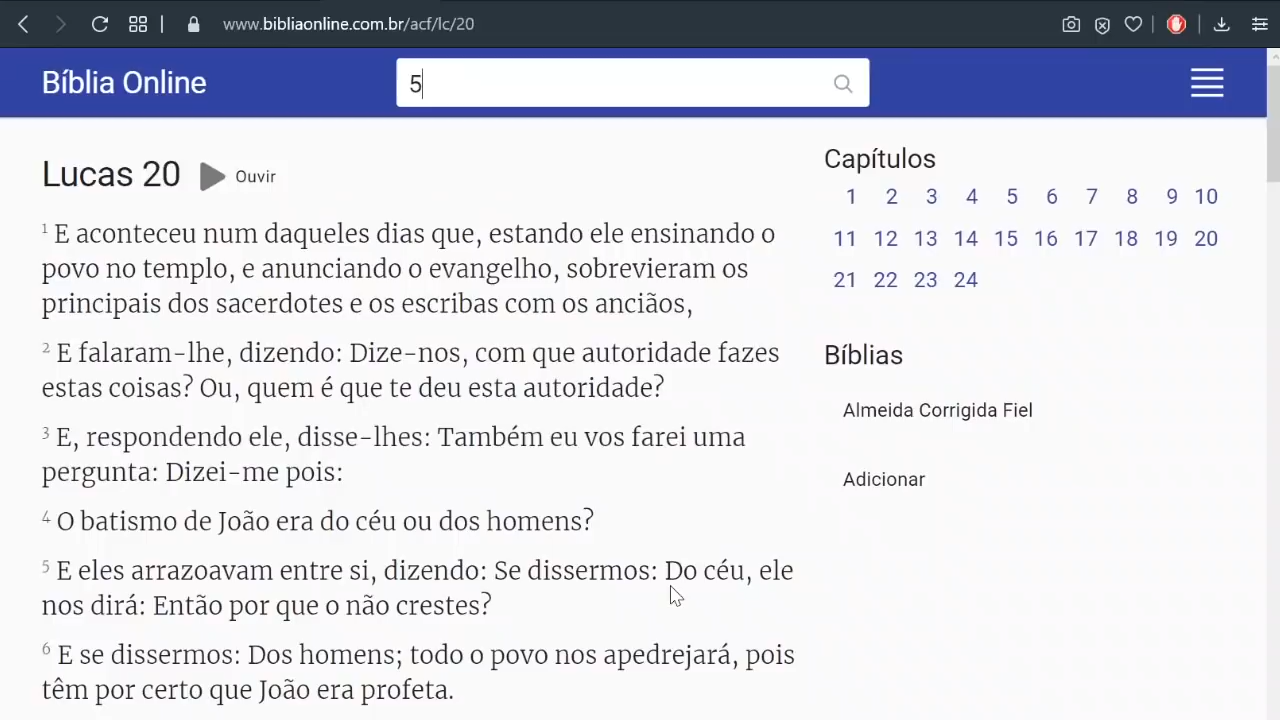 www.bibliaonline.com.br/acf/lc/20
Bíblia Online
5
Lucas 20
Ouvir
1 E aconteceu num daqueles dias que, estando ele ensinando o
povo no templo, e anunciando o evangelho, sobrevieram os
principais dos sacerdotes e os escribas com os anciãos,
2 E falaram-lhe, dizendo: Dize-nos, com que autoridade fazes
estas coisas? Ou, quem é que te deu esta autoridade?
3 E, respondendo ele, disse-lhes: Também eu vos farei uma
pergunta: Dizei-me pois:
4 O batismo de João era do céu ou dos homens?
5 E eles arrazoavam entre si, dizendo: Se dissermos: Do céu, ele
nos dirá: Então por que o não crestes?
6 E se dissermos: Dos homens; todo o povo nos apedrejará, pois
têm por certo que João era profeta.
Capítulos
1 2 3 4 5 6 7 8 9 10
11 12 13 14 15 16 17 18 19 20
21 22 23 24
Bíblias
Almeida Corrigida Fiel
Adicionar